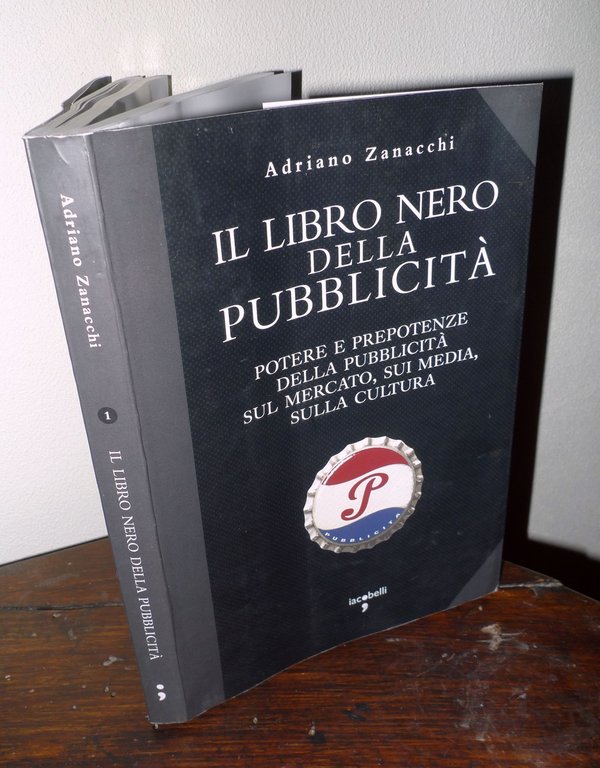 Adriano Zanacchi
IL LIBRO NERO
DELLA
PUBBLICITÀ
POTERE E PREPOTENZE
DELLA PUBBLICITÀ
SUL MERCATO, SUI MEDIA,
SULLA CULTURA
P
PUBBLICITÀ
iacobelli
Adriano Zanacchi
1
IL LIBRO NERO DELLA PUBBLICITÀ